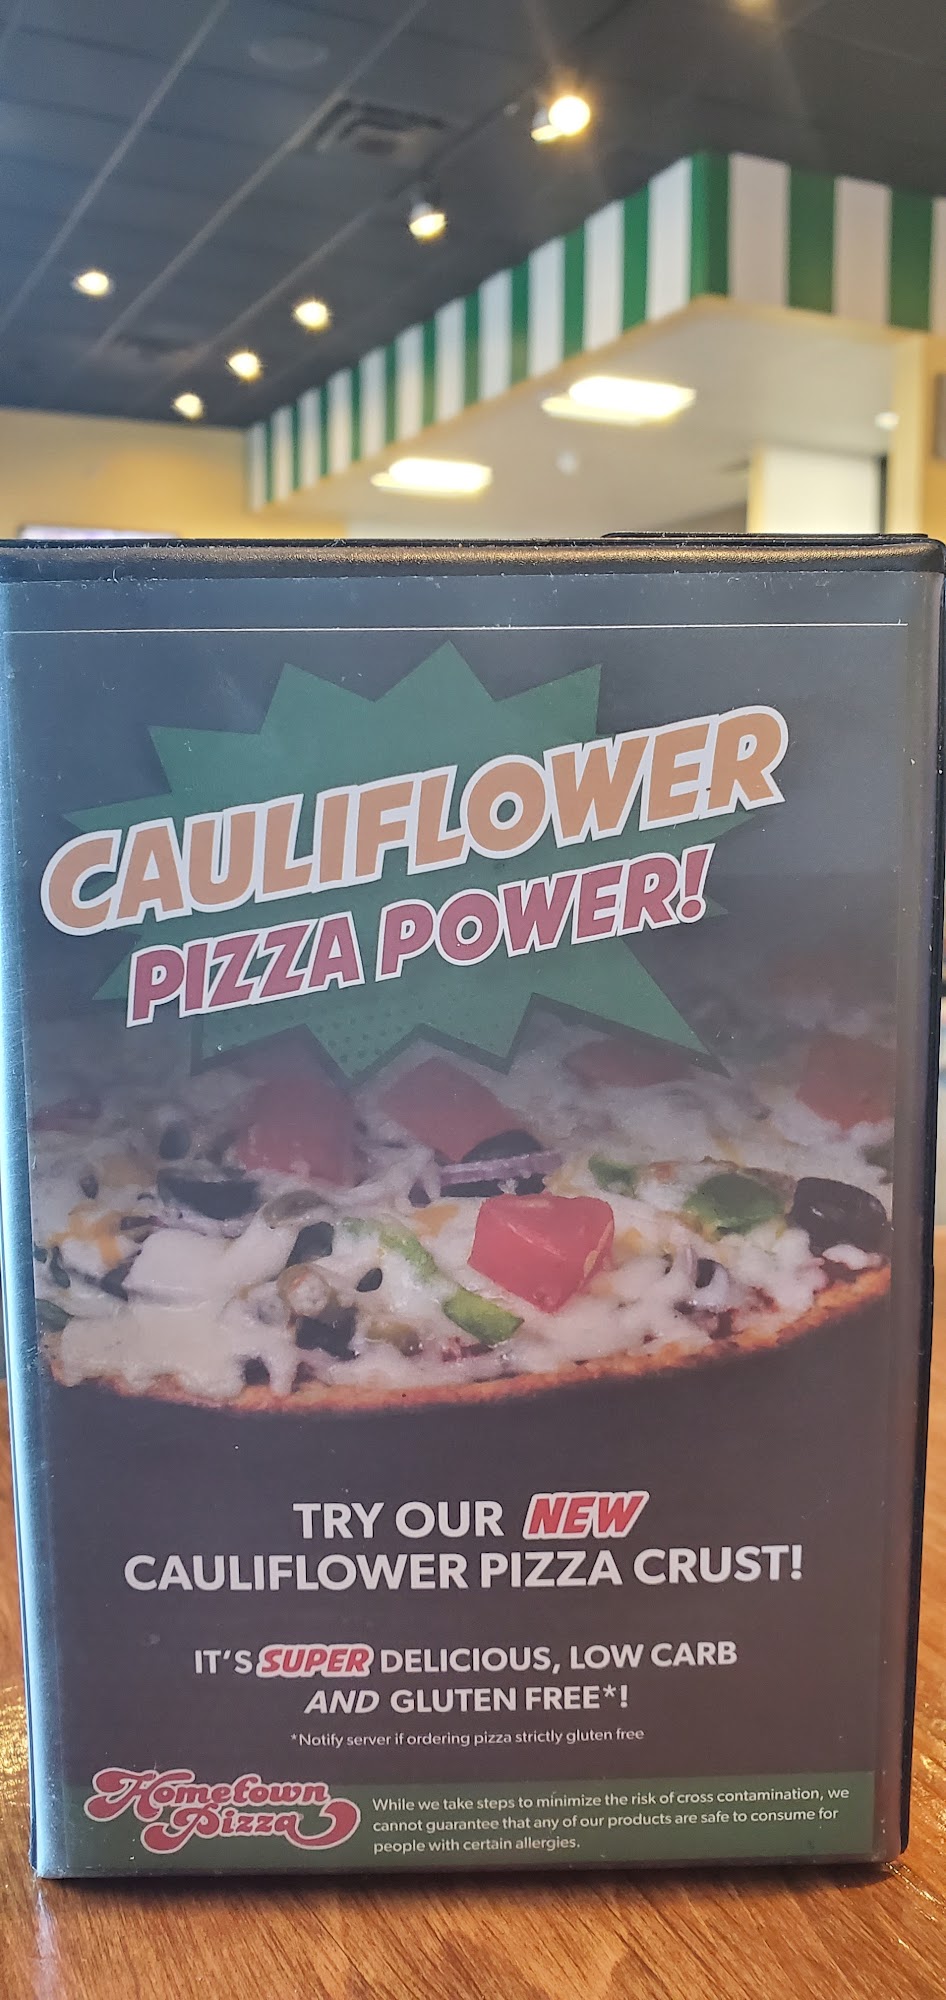 CAULIFLOWER
PIZZA POWER!
TRY OUR NEW
CAULIFLOWER PIZZA CRUST!
IT'S SUPER DELICIOUS, LOW CARB
AND GLUTEN FREE*!
*Notify server if ordering pizza strictly gluten free
Hometown
Pizza
While we take steps to minimize the risk of cross contamination, we
cannot guarantee that any of our products are safe to consume for
people with certain allergies.